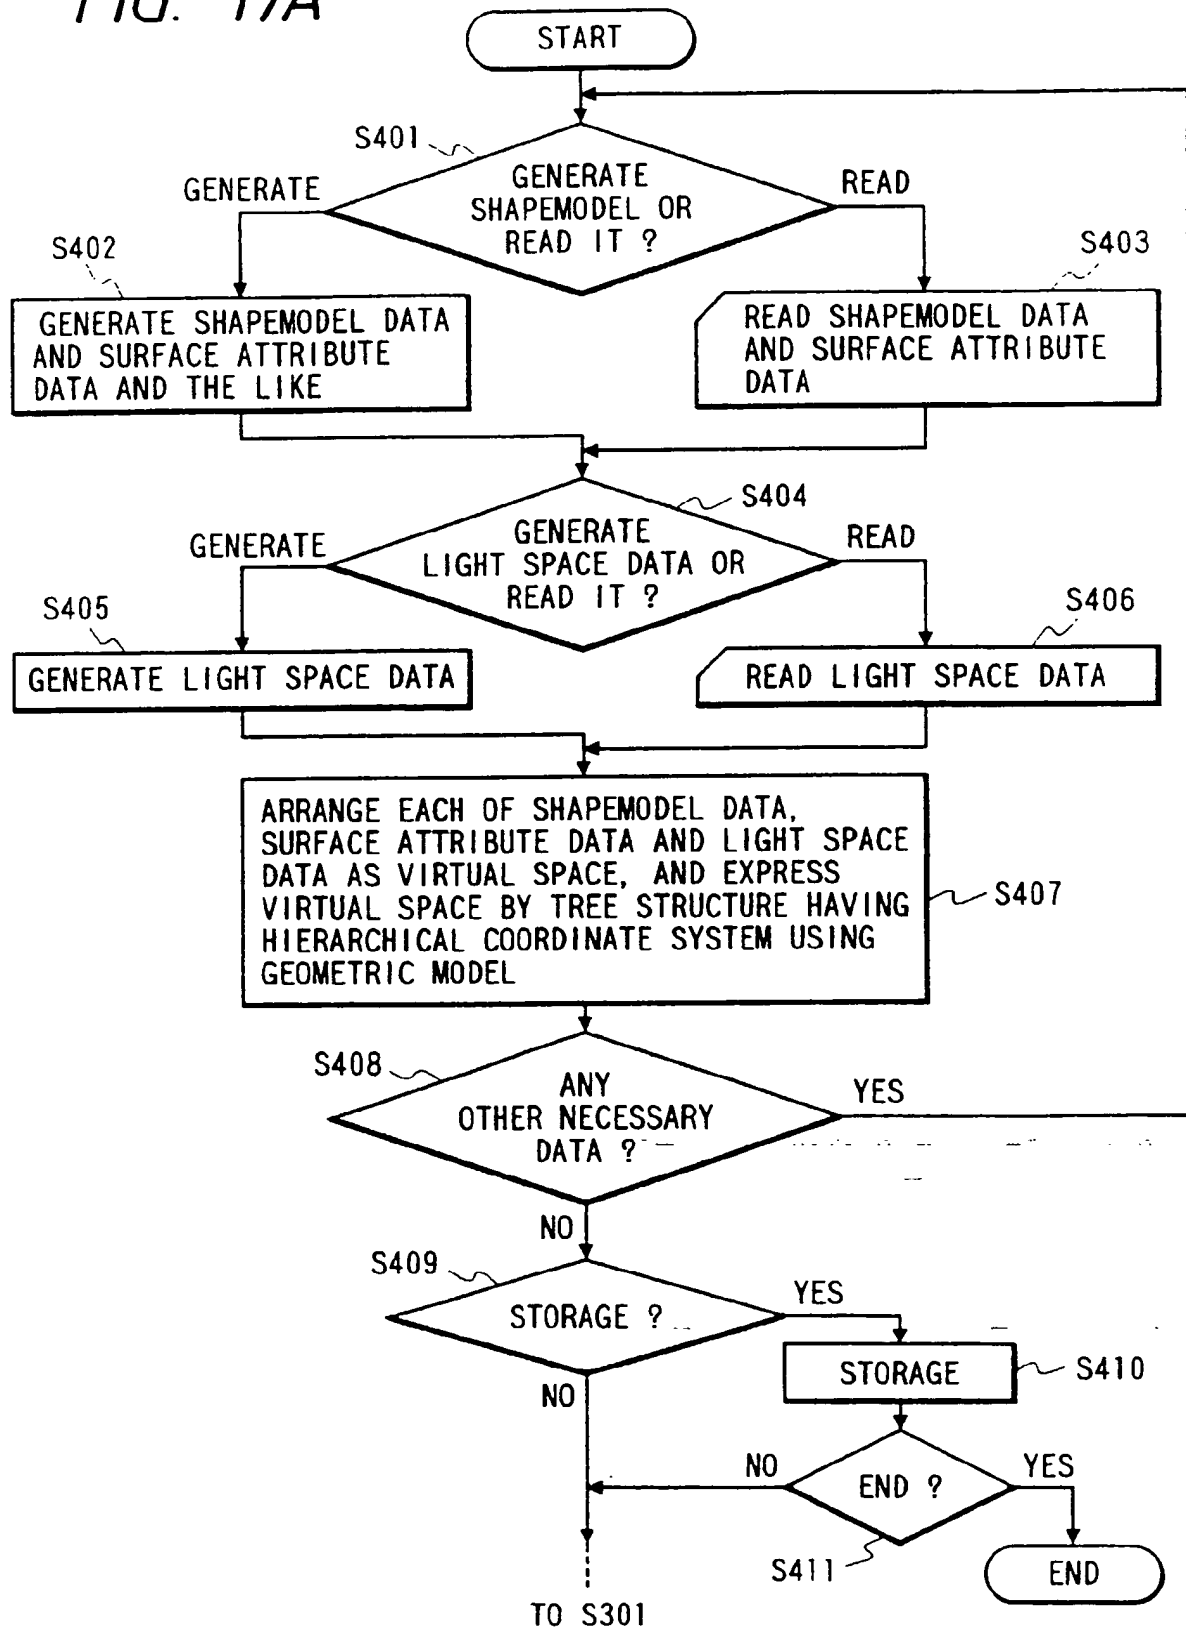 FIG. 17A
START
S401
GENERATE
SHAPEMODEL OR
READ IT ?
GENERATE
READ
S402
S403
GENERATE SHAPEMODEL DATA
AND SURFACE ATTRIBUTE
DATA AND THE LIKE
READ SHAPEMODEL DATA
AND SURFACE ATTRIBUTE
DATA
S404
GENERATE
LIGHT SPACE DATA OR
READ IT ?
GENERATE
READ
S405
S406
GENERATE LIGHT SPACE DATA
READ LIGHT SPACE DATA
ARRANGE EACH OF SHAPEMODEL DATA,
SURFACE ATTRIBUTE DATA AND LIGHT SPACE
DATA AS VIRTUAL SPACE, AND EXPRESS
VIRTUAL SPACE BY TREE STRUCTURE HAVING
HIERARCHICAL COORDINATE SYSTEM USING
GEOMETRIC MODEL
S407
S408
ANY
OTHER NECESSARY
DATA ?
YES
NO
S409
STORAGE ?
YES
NO
STORAGE
S410
NO
END ?
YES
S411
END
TO S301